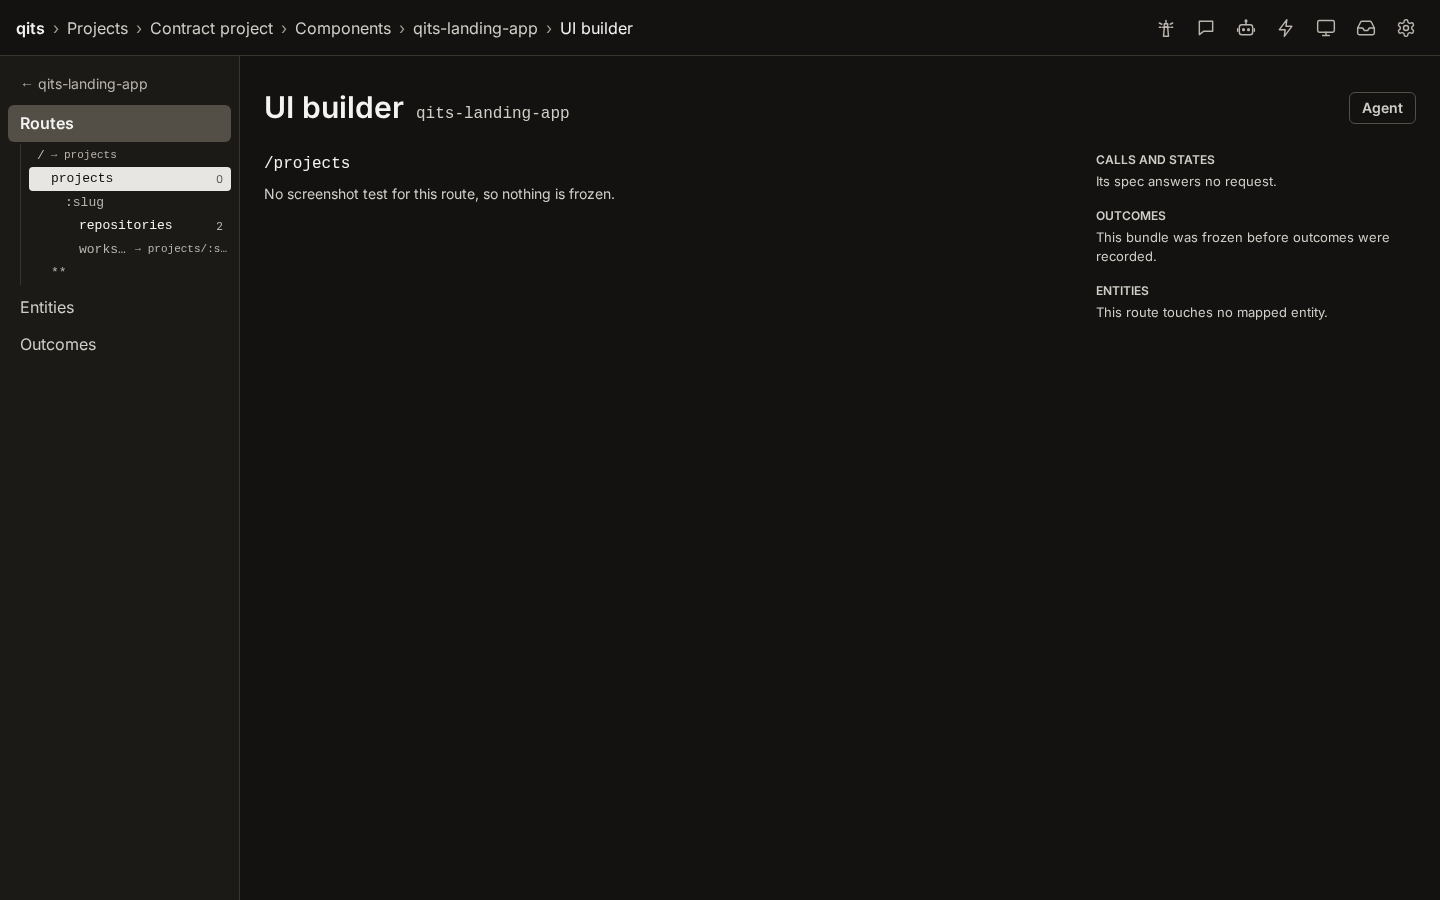 qits › Projects › Contract project › Components › qits-landing-app › UI builder
← qits-landing-app
Routes
/ → projects
projects 0
:slug
repositories 2
works… → projects/:s…
**
Entities
Outcomes
UI builder qits-landing-app
Agent
/projects
No screenshot test for this route, so nothing is frozen.
CALLS AND STATES
Its spec answers no request.
OUTCOMES
This bundle was frozen before outcomes were
recorded.
ENTITIES
This route touches no mapped entity.